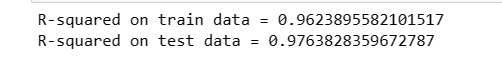 R-squared on train data = 0.9623895582101517
R-squared on test data = 0.9763828359672787